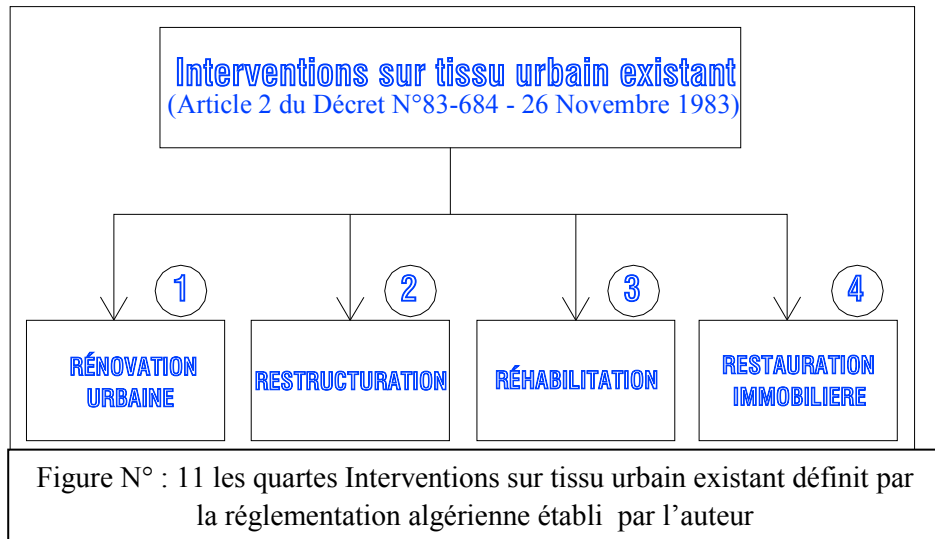 Interventions sur tissu urbain existant
(Article 2 du Décret N°83-684 - 26 Novembre 1983)
1
2
3
4
RÉNOVATION
URBAINE
RESTRUCTURATION
RÉHABILITATION
RESTAURATION
IMMOBILIERE
Figure N° : 11 les quartes Interventions sur tissu urbain existant définit par
la réglementation algérienne établi par l’auteur